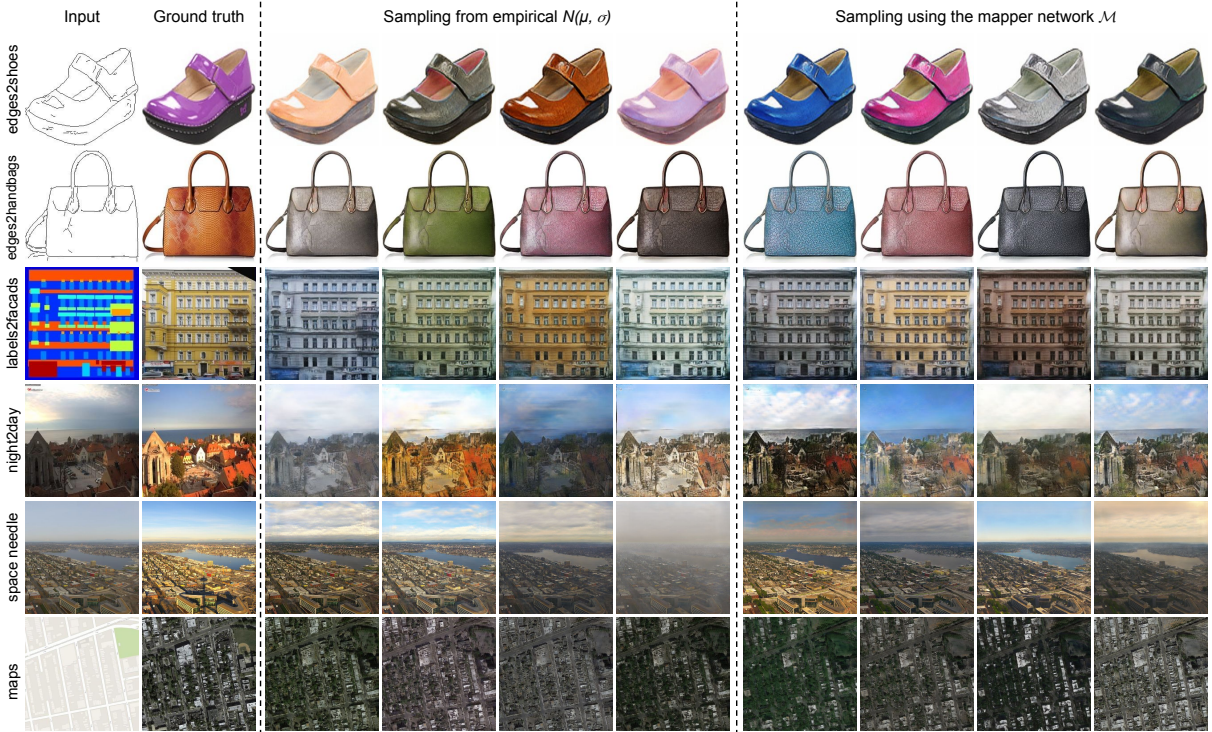 Input Ground truth Sampling from empirical N(μ, σ) Sampling using the mapper network ℳ
edges2shoes
edges2handbags
labels2facads
night2day
space needle
maps